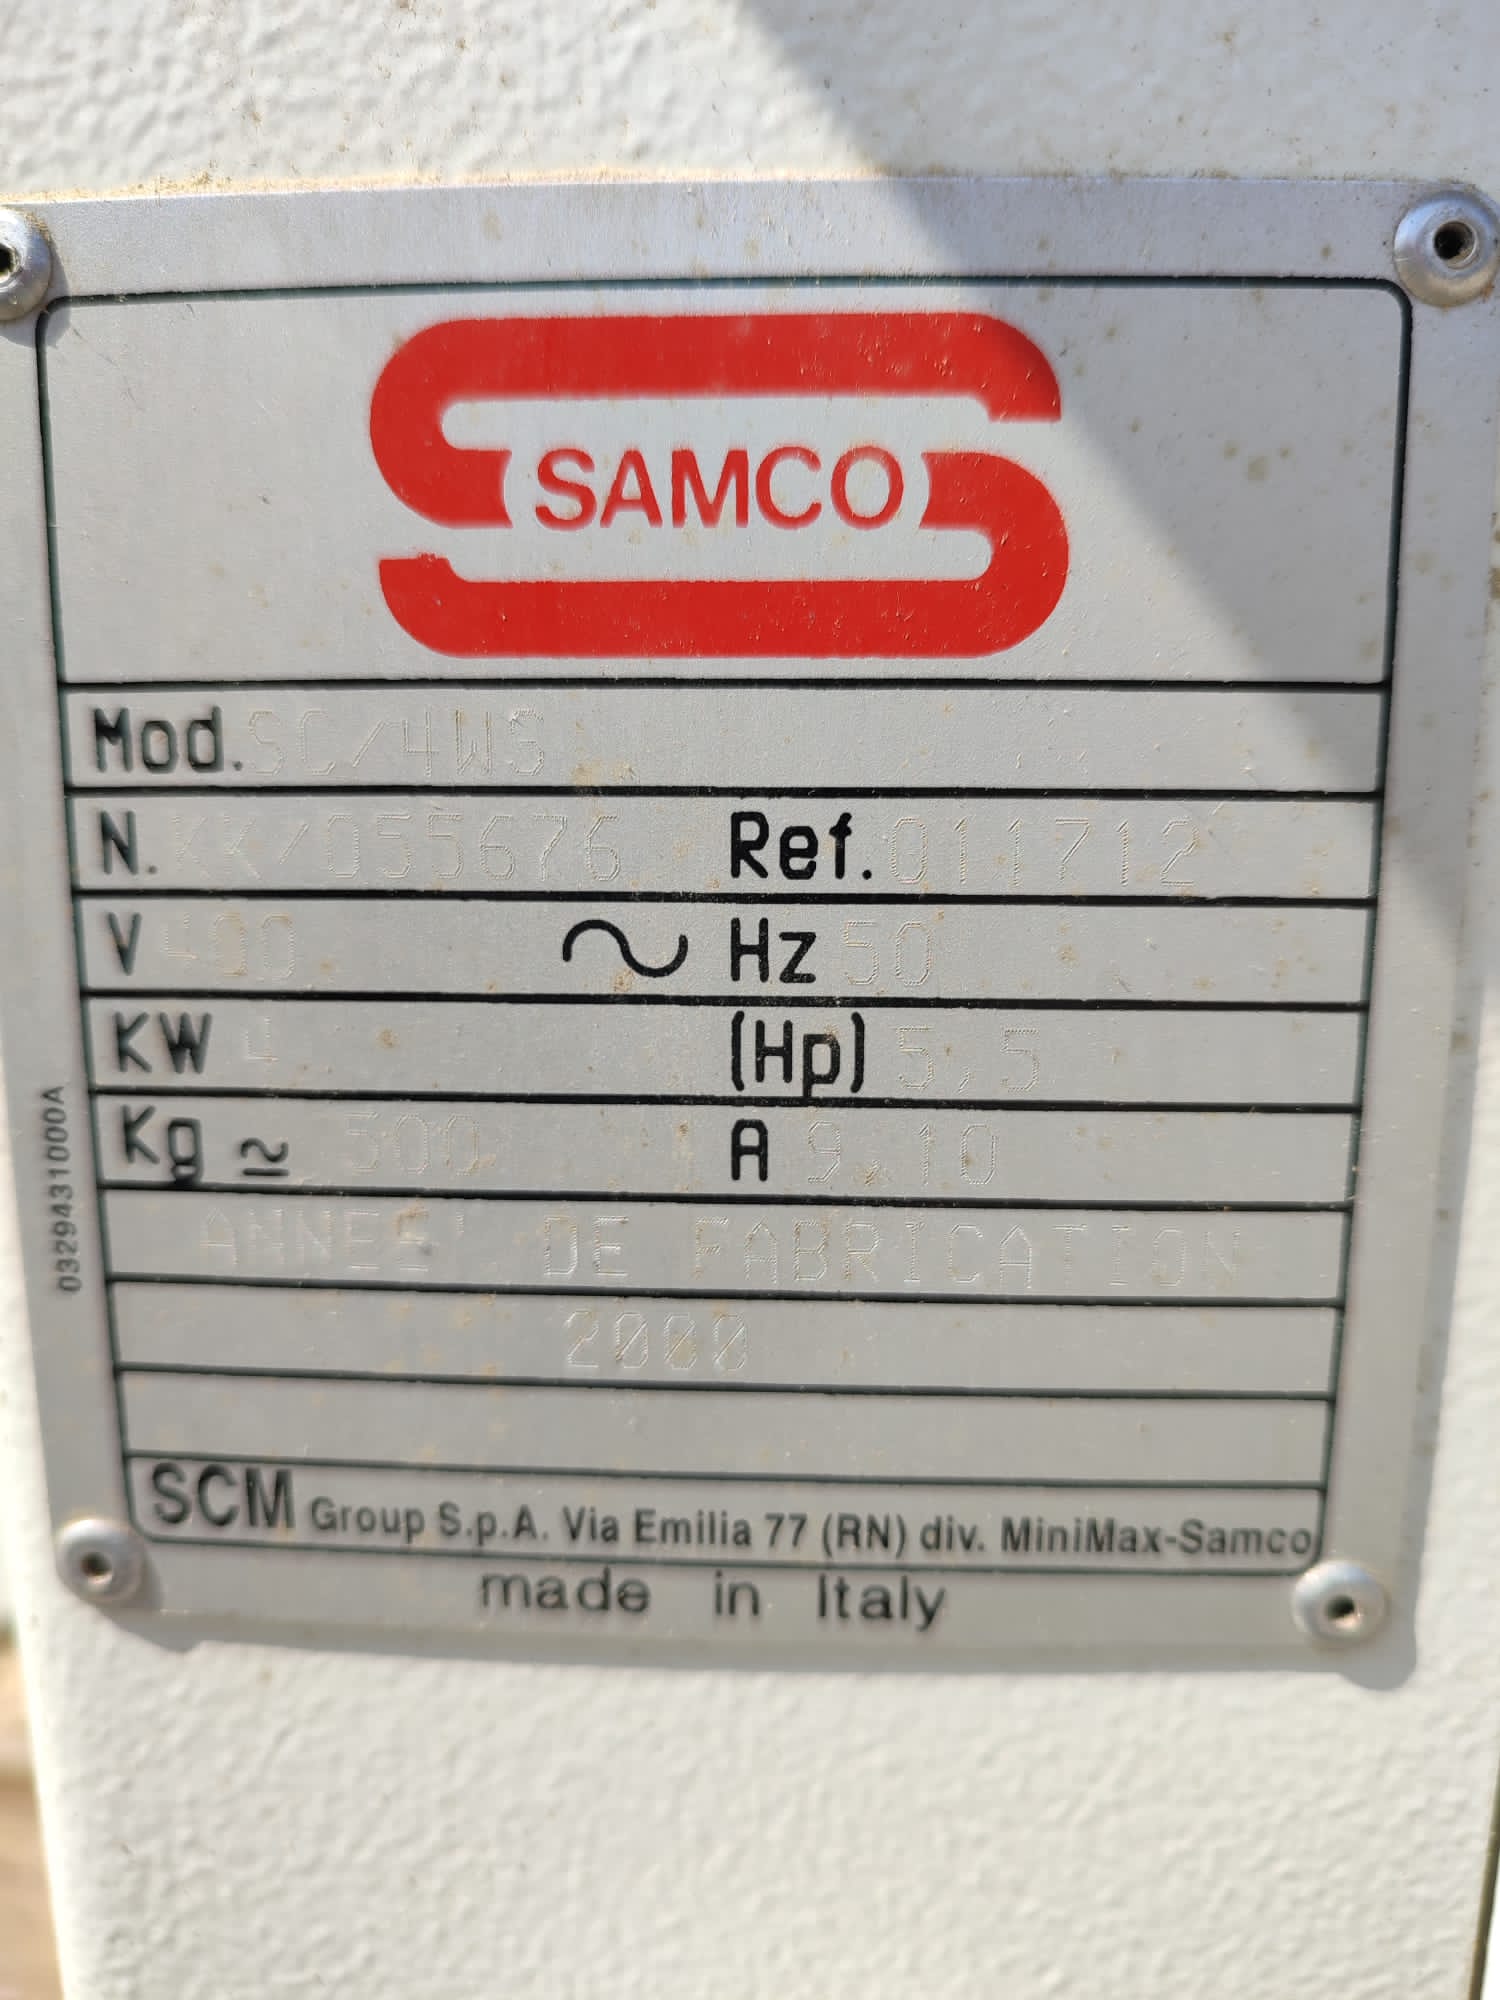 SAMCO
Mod. SC/4WS
N. KK/055676 Ref. 011712
V 400 ~ Hz 50
KW 4 (Hp) 5,5
Kg ≃ 500 A 9,10
ANNEE' DE FABRICATION
2000
SCM Group S.p.A. Via Emilia 77 (RN) div. MiniMax-Samco
made in Italy
0329431000A